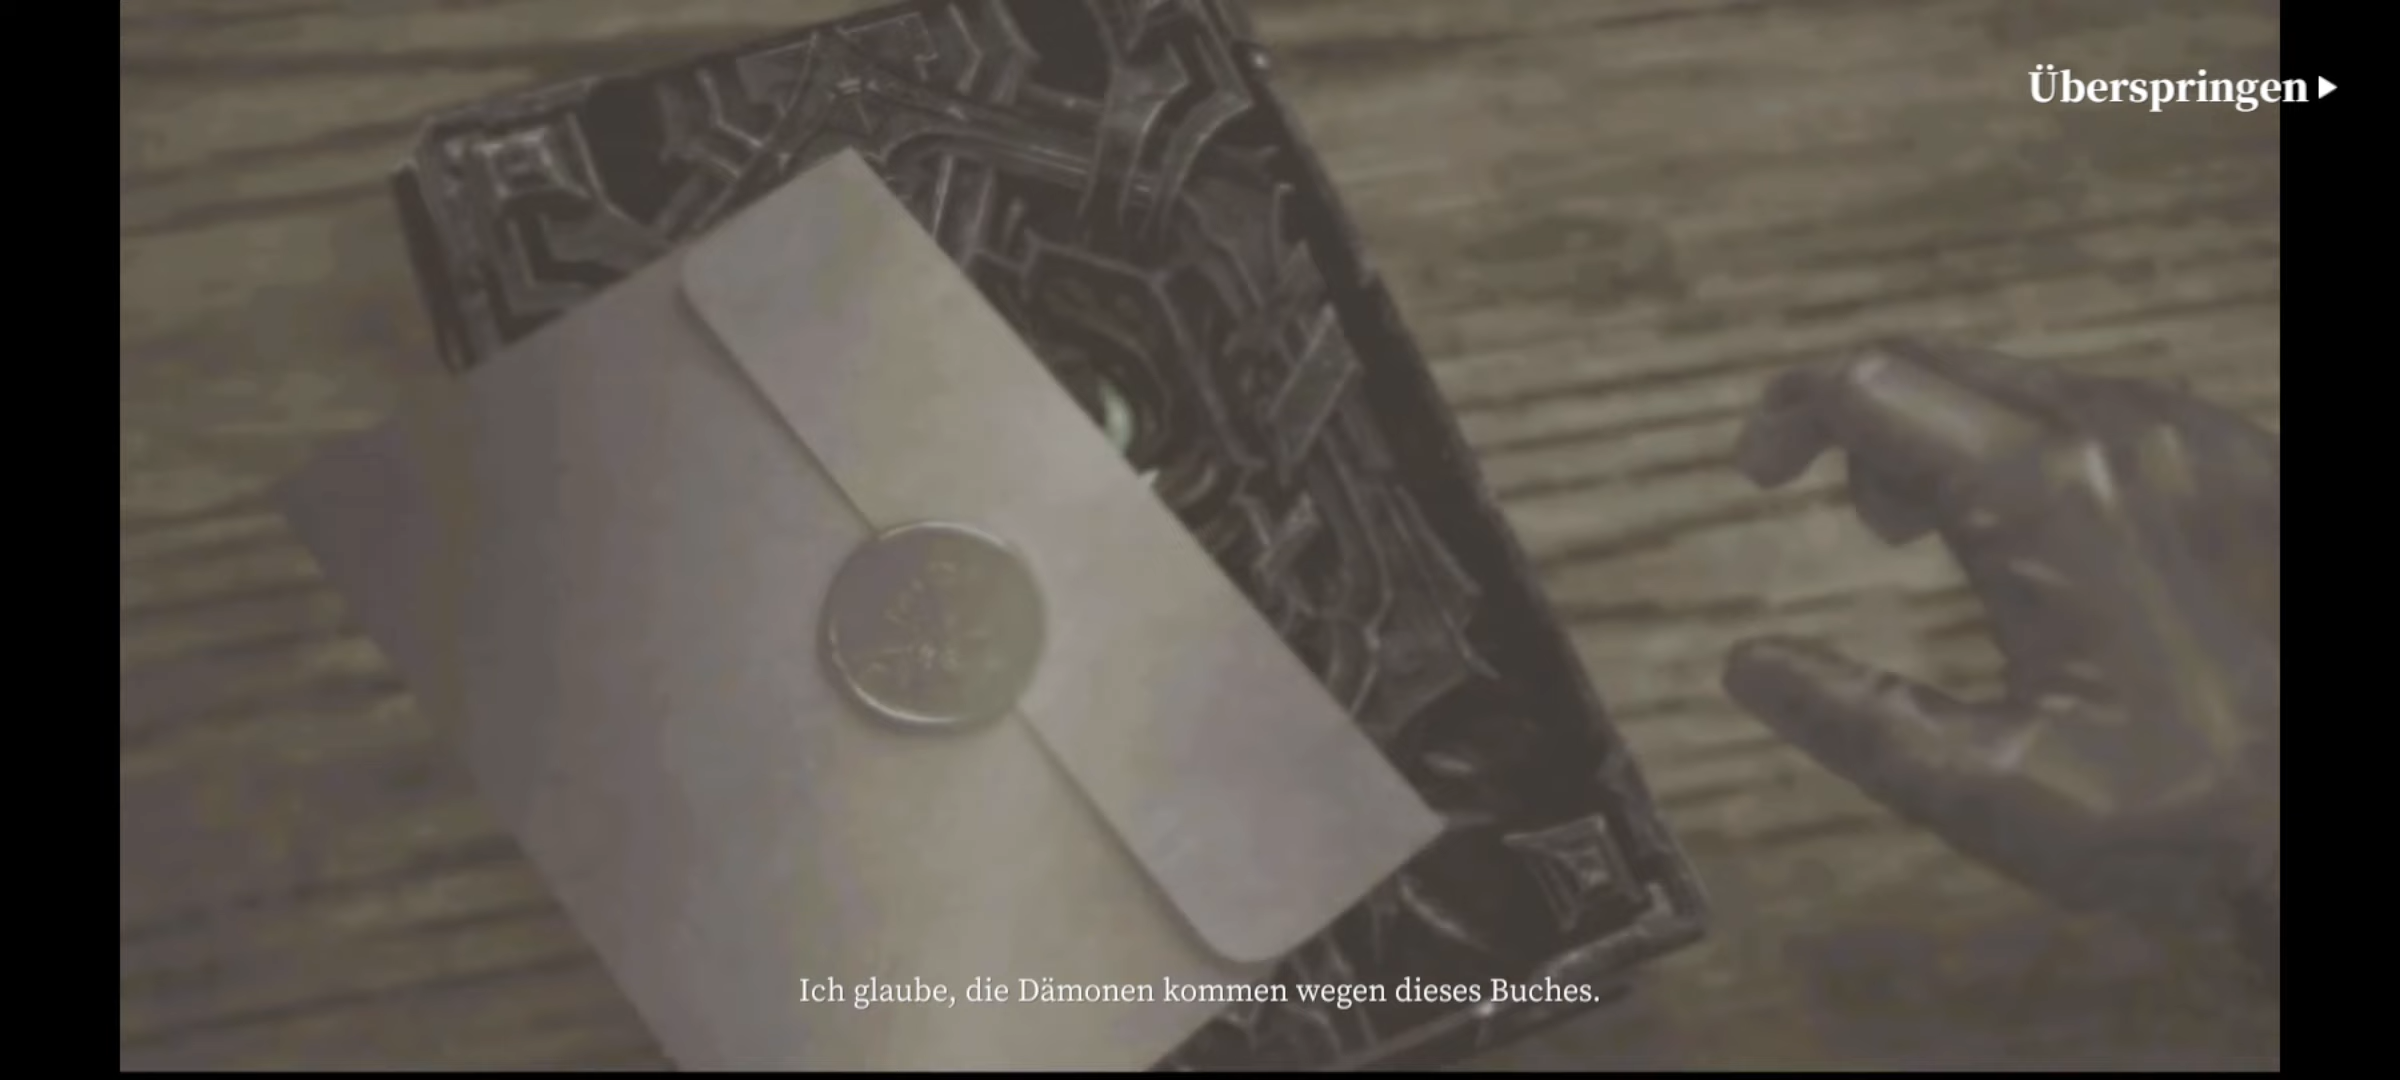 Überspringen
Ich glaube, die Dämonen kommen wegen dieses Buches.